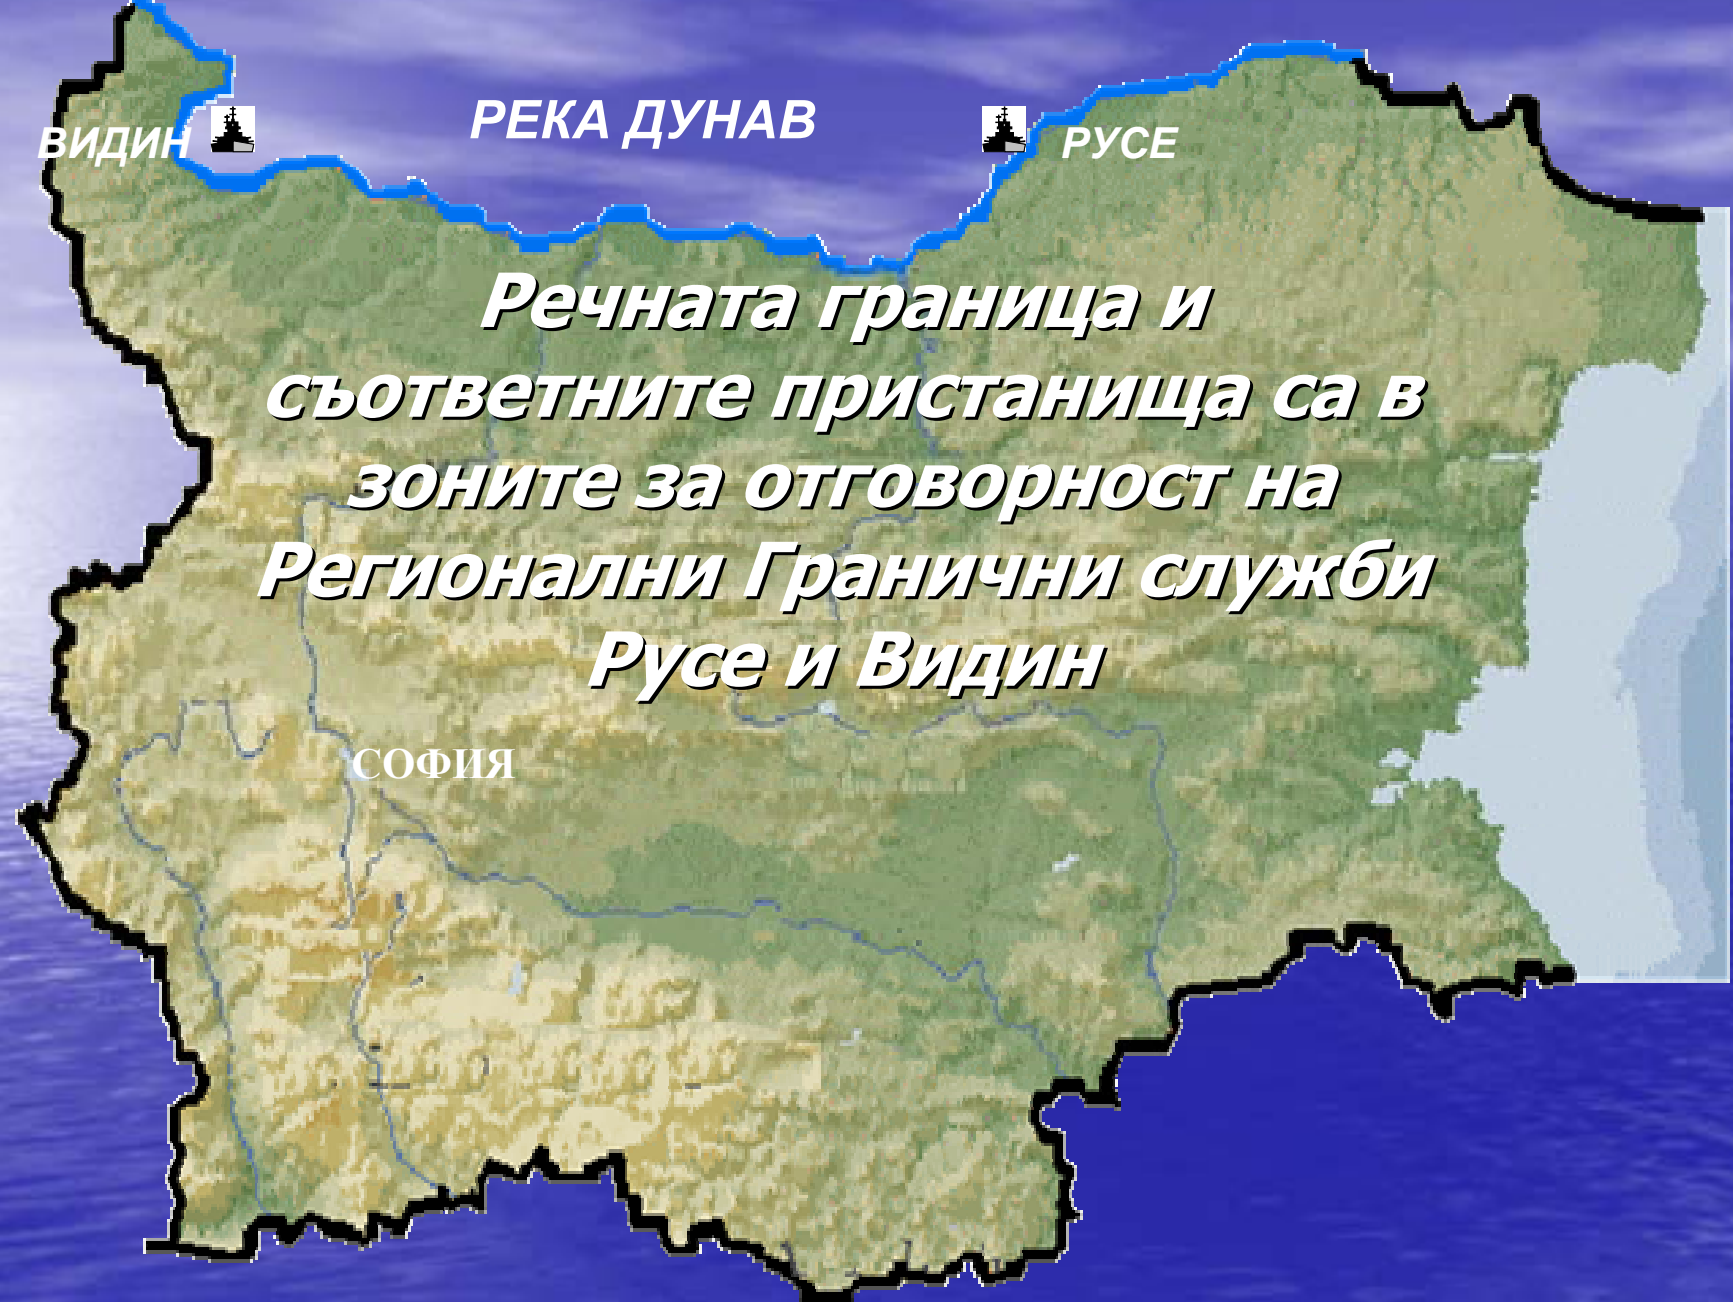 РЕКА ДУНАВ
ВИДИН
РУСЕ
Речната граница и
съответните пристанища са в
зоните за отговорност на
Регионални Гранични служби
Русе и Видин
СОФИЯ